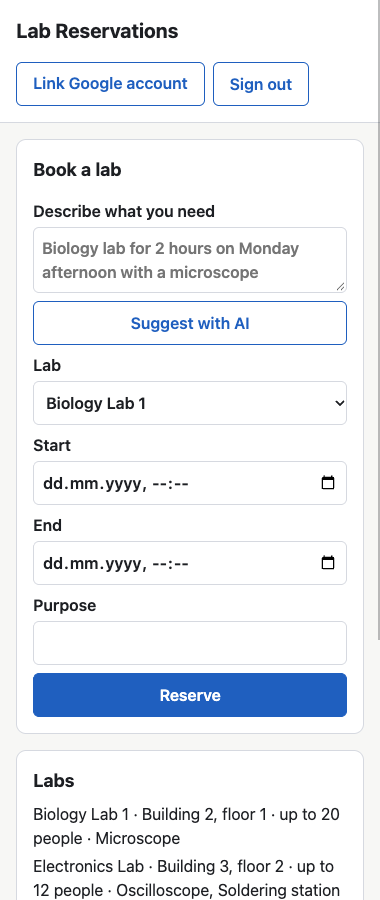 Lab Reservations
Link Google account
Sign out
Book a lab
Describe what you need
Biology lab for 2 hours on Monday
afternoon with a microscope
Suggest with AI
Lab
Biology Lab 1
Start
dd.mm.yyyy, --:--
End
dd.mm.yyyy, --:--
Purpose
Reserve
Labs
Biology Lab 1 · Building 2, floor 1 · up to 20
people · Microscope
Electronics Lab · Building 3, floor 2 · up to
12 people · Oscilloscope, Soldering station